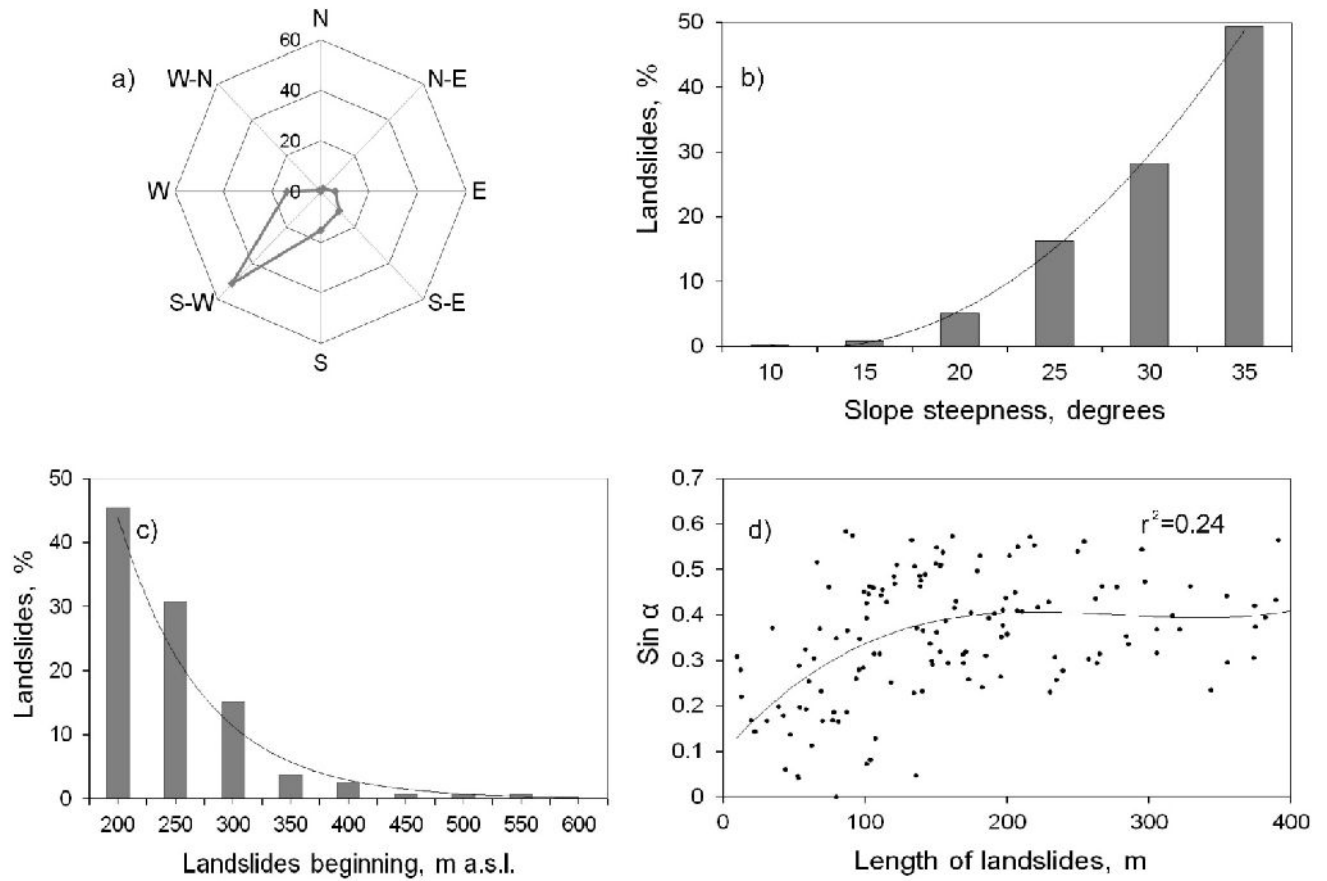 a)
N
N-E
E
S-E
S
S-W
W
W-N
60
40
20
0
b)
Landslides, %
50
40
30
20
10
0
10 15 20 25 30 35
Slope steepness, degrees
c)
Landslides, %
50
40
30
20
10
0
200 250 300 350 400 450 500 550 600
Landslides beginning, m a.s.l.
d)
r²=0.24
Sin α
0.7
0.6
0.5
0.4
0.3
0.2
0.1
0
0 100 200 300 400
Length of landslides, m